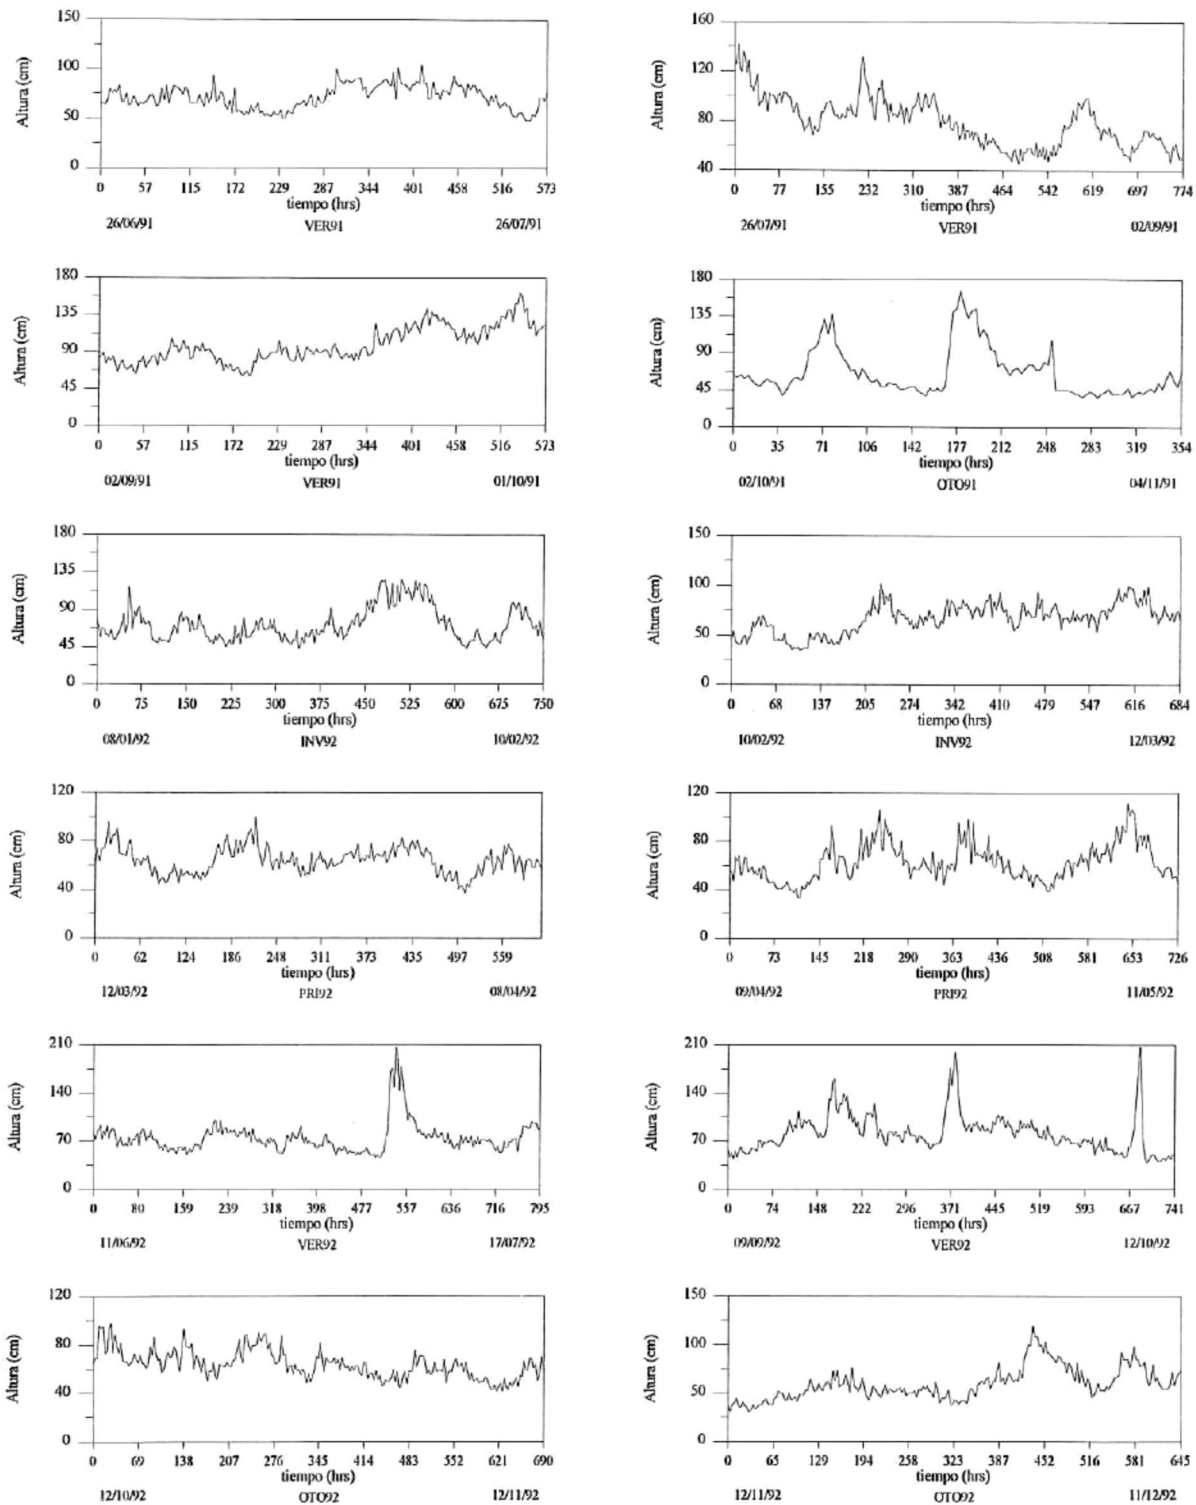 150
100
50
0
Altura (cm)
0 57 115 172 229 287 344 401 458 516 573
tiempo (hrs)
26/06/91 VER91 26/07/91
160
120
80
40
Altura (cm)
0 77 155 232 310 387 464 542 619 697 774
tiempo (hrs)
26/07/91 VER91 02/09/91
180
135
90
45
0
Altura (cm)
0 57 115 172 229 287 344 401 458 516 573
tiempo (hrs)
02/09/91 VER91 01/10/91
180
135
90
45
0
Altura (cm)
0 35 71 106 142 177 212 248 283 319 354
tiempo (hrs)
02/10/91 OTO91 04/11/91
180
135
90
45
0
Altura (cm)
0 75 150 225 300 375 450 525 600 675 750
tiempo (hrs)
08/01/92 INV92 10/02/92
150
100
50
0
Altura (cm)
0 68 137 205 274 342 410 479 547 616 684
tiempo (hrs)
10/02/92 INV92 12/03/92
120
80
40
0
Altura (cm)
0 62 124 186 248 311 373 435 497 559
tiempo (hrs)
12/03/92 PRI92 08/04/92
120
80
40
0
Altura (cm)
0 73 145 218 290 363 436 508 581 653 726
tiempo (hrs)
09/04/92 PRI92 11/05/92
210
140
70
0
Altura (cm)
0 80 159 239 318 398 477 557 636 716 795
tiempo (hrs)
11/06/92 VER92 17/07/92
210
140
70
0
Altura (cm)
0 74 148 222 296 371 445 519 593 667 741
tiempo (hrs)
09/09/92 VER92 12/10/92
120
80
40
0
Altura (cm)
0 69 138 207 276 345 414 483 552 621 690
tiempo (hrs)
12/10/92 OTO92 12/11/92
150
100
50
0
Altura (cm)
0 65 129 194 258 323 387 452 516 581 645
tiempo (hrs)
12/11/92 OTO92 11/12/92